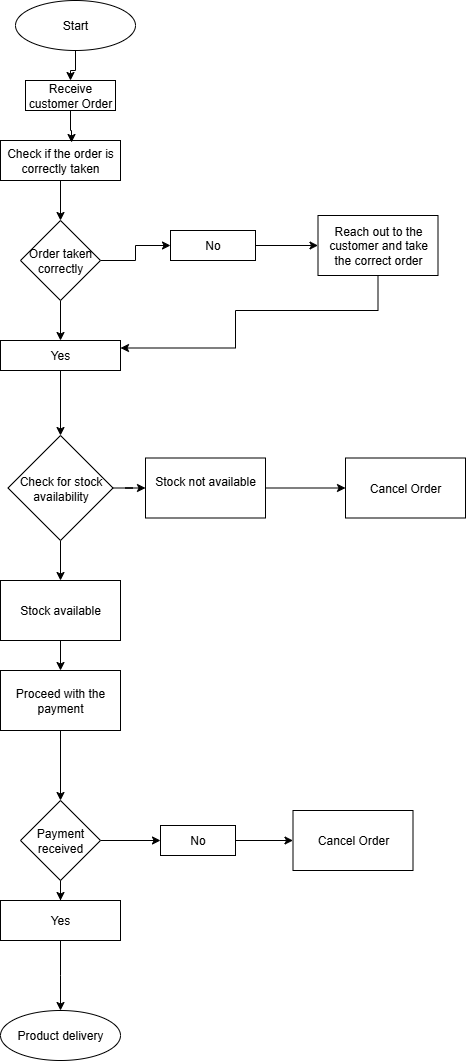 Start
Receive
customer Order
Check if the order is
correctly taken
Order taken
correctly
No
Reach out to the
customer and take
the correct order
Yes
Check for stock
availability
Stock not available
Cancel Order
Stock available
Proceed with the
payment
Payment
received
No
Cancel Order
Yes
Product delivery